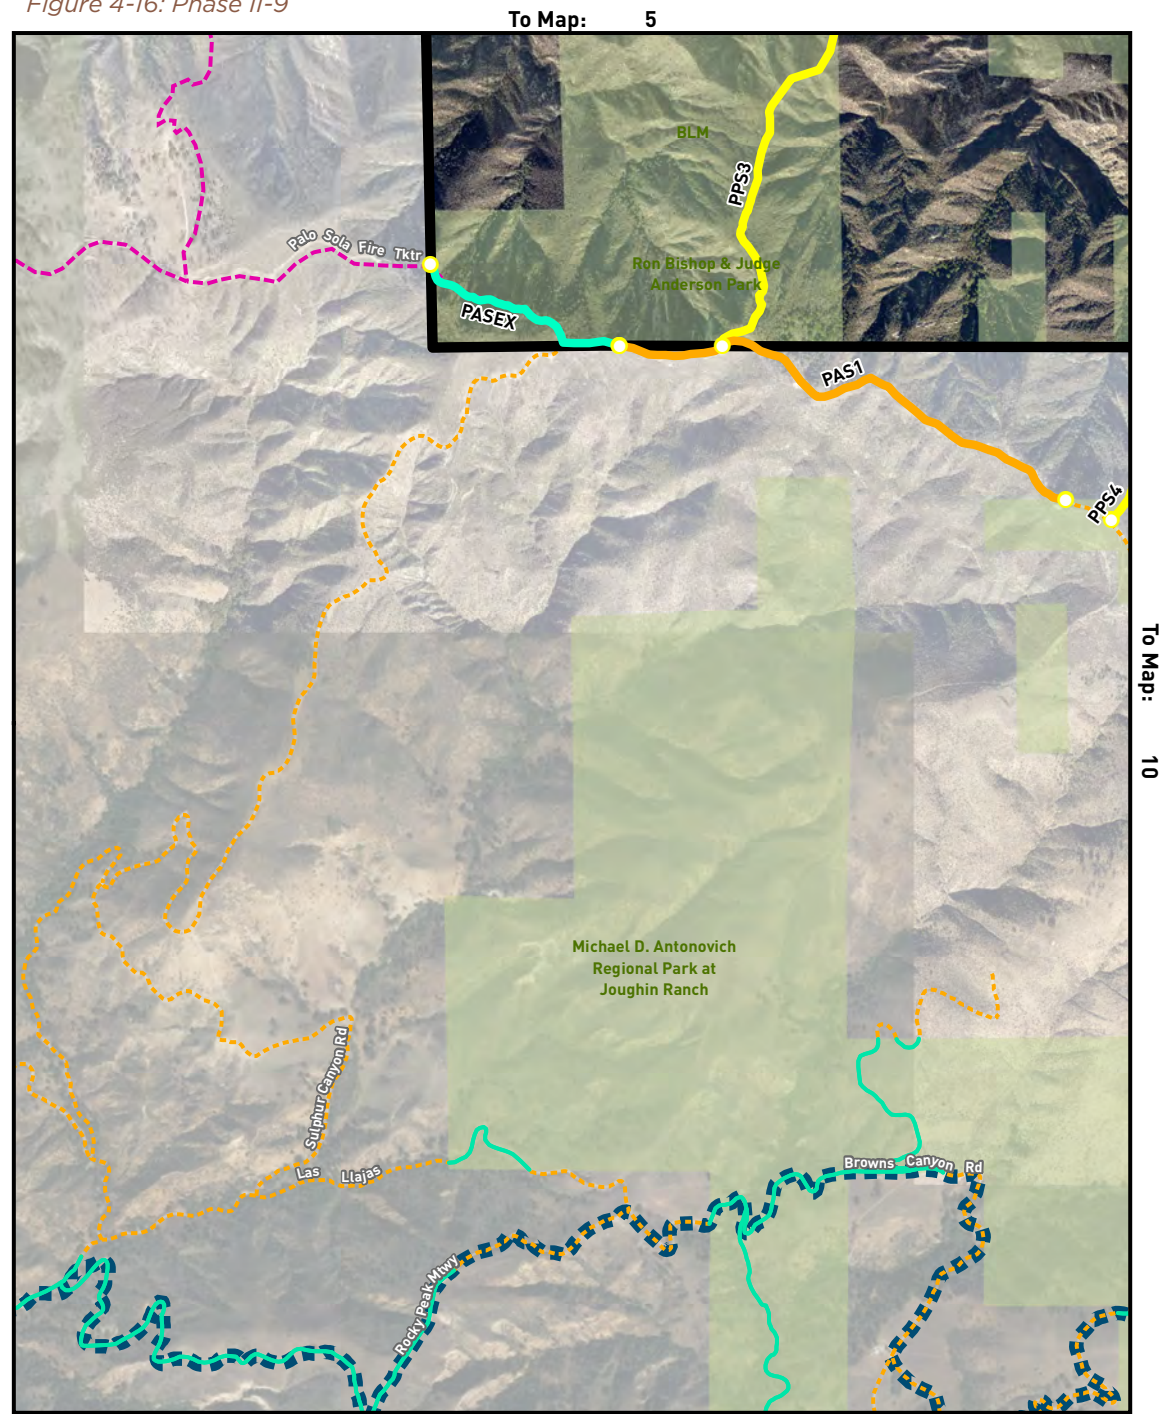 Figure 4-16: Phase II-9
To Map: 5
BLM
PPS3
Palo Sola Fire Tktr
Ron Bishop & Judge
Anderson Park
PASEX
PAS1
PPS4
To Map: 10
Michael D. Antonovich
Regional Park at
Joughin Ranch
Sulphur Canyon Rd
Las Llajas
Browns Canyon Rd
Rocky Peak Mtwy